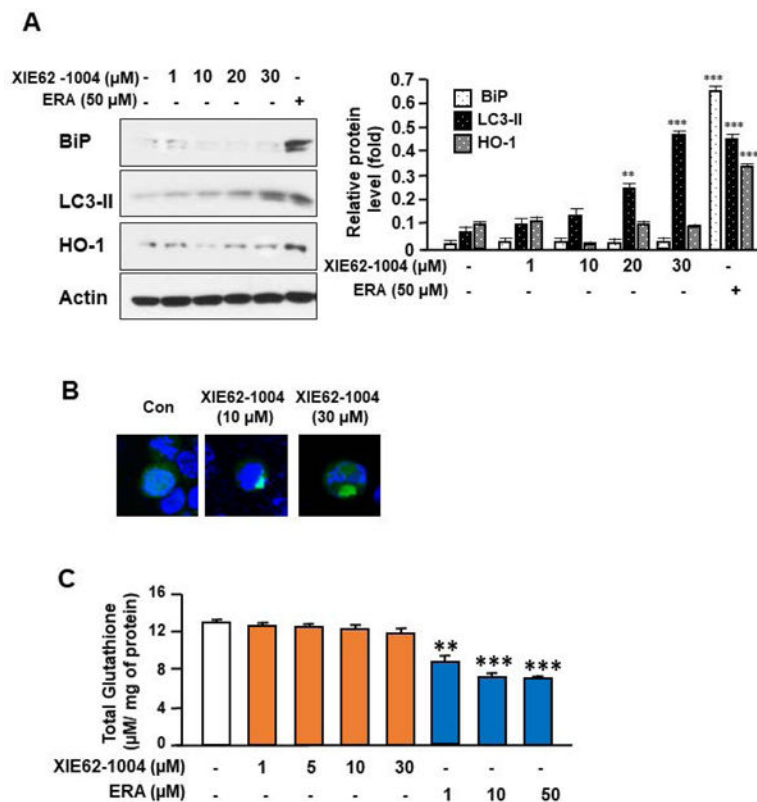 A
XIE62 -1004 (µM) - 1 10 20 30 -
ERA (50 µM) - - - - - +
BiP
LC3-II
HO-1
Actin
Relative protein
level (fold)
0.7
0.6
0.5
0.4
0.3
0.2
0.1
0
BiP
LC3-II
HO-1
** *** *** *** ***
XIE62-1004 (µM) - 1 10 20 30 -
ERA (50 µM) - - - - - +
B
Con
XIE62-1004
(10 µM)
XIE62-1004
(30 µM)
C
Total Glutathione
(µM/ mg of protein)
16
12
8
4
0
** *** ***
XIE62-1004 (µM) - 1 5 10 30 - - -
ERA (µM) - - - - - 1 10 50